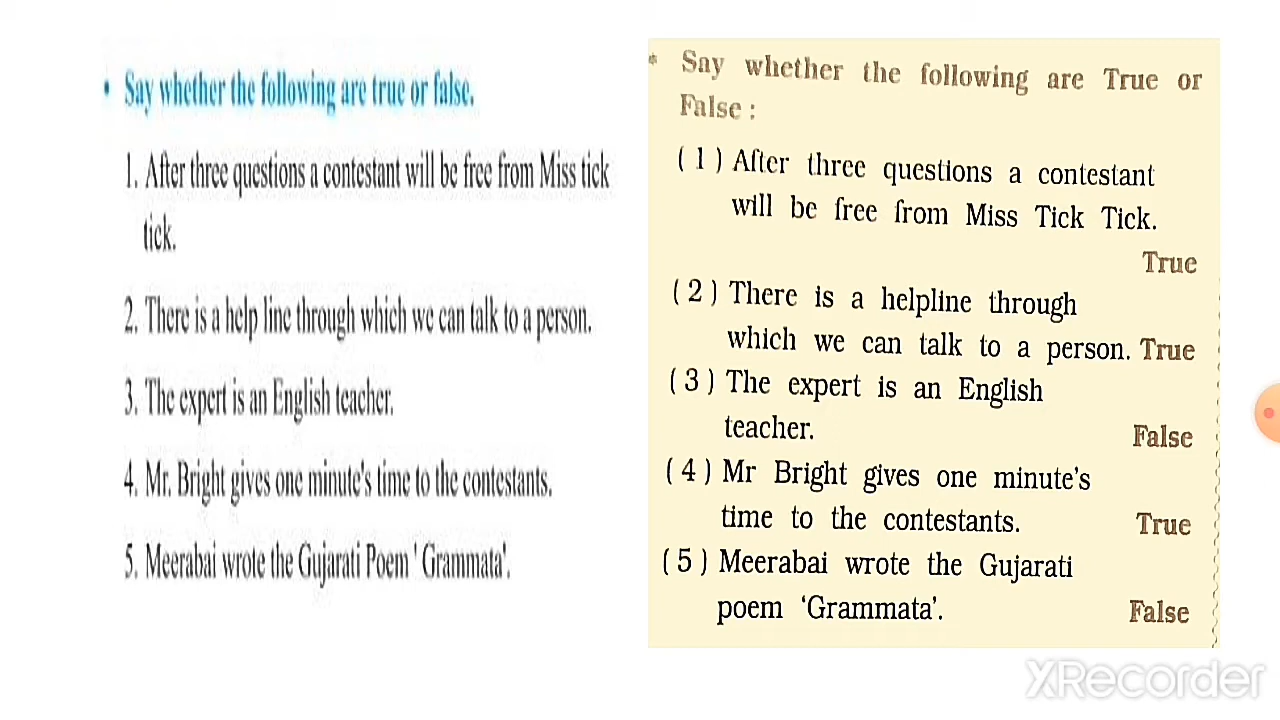 • Say whether the following are true or false.
1. After three questions a contestant will be free from Miss tick
tick.
2. There is a help line through which we can talk to a person.
3. The expert is an English teacher.
4. Mr. Bright gives one minute's time to the contestants.
5. Meerabai wrote the Gujarati Poem ' Grammata'.
* Say whether the following are True or
False :
( 1 ) After three questions a contestant
will be free from Miss Tick Tick.
True
( 2 ) There is a helpline through
which we can talk to a person. True
( 3 ) The expert is an English
teacher. False
( 4 ) Mr Bright gives one minute's
time to the contestants. True
( 5 ) Meerabai wrote the Gujarati
poem 'Grammata'. False
XRecorder